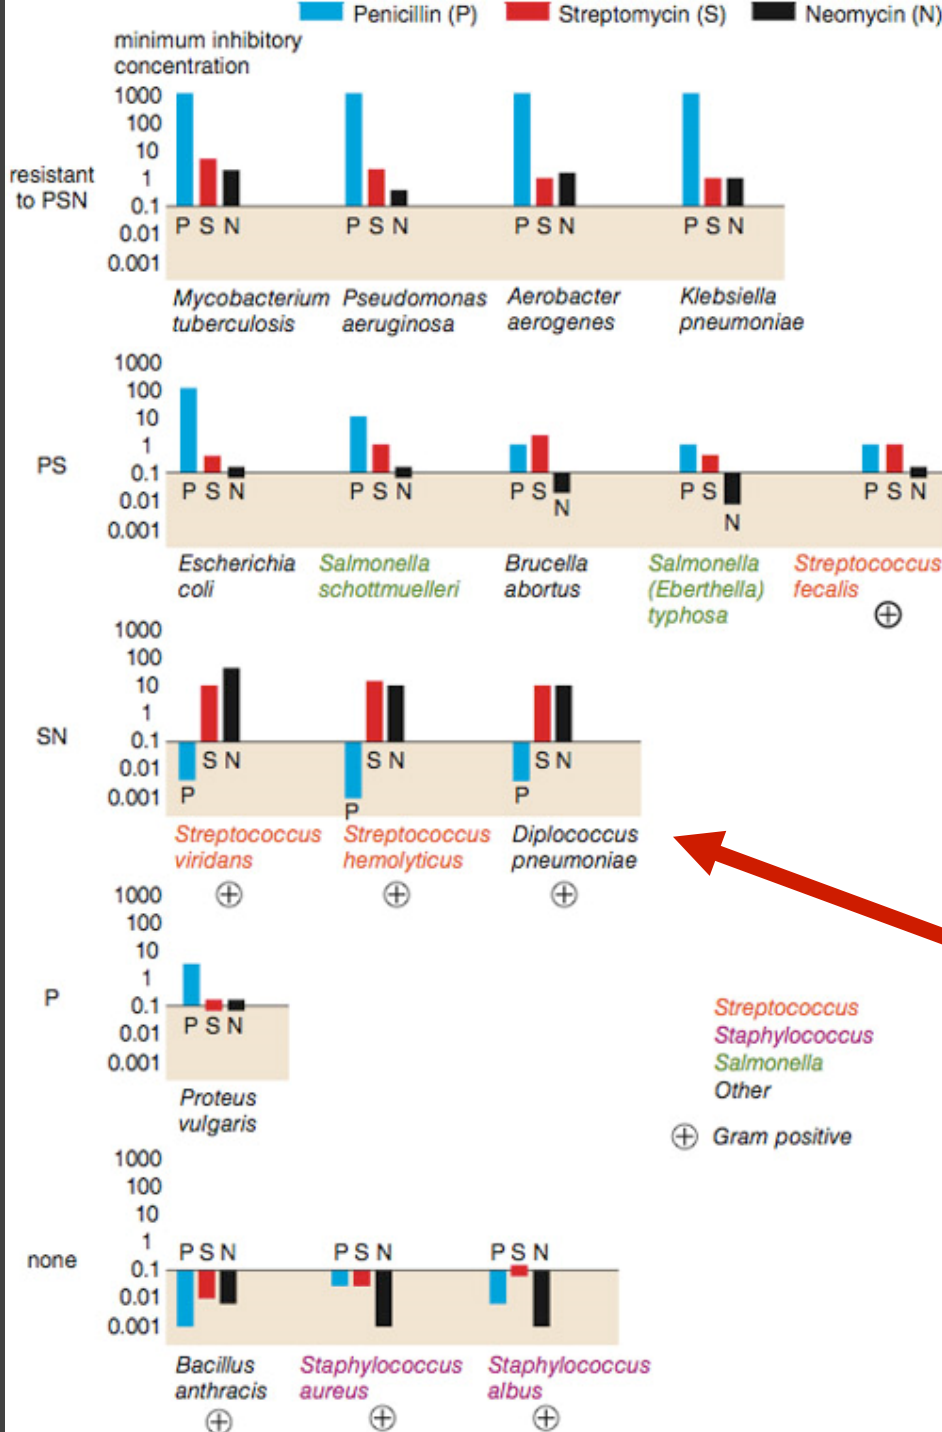 Penicillin (P) Streptomycin (S) Neomycin (N)
minimum inhibitory
concentration
1000
100
10
1
0.1
0.01
0.001
resistant
to PSN
P S N P S N P S N P S N
Mycobacterium Pseudomonas Aerobacter Klebsiella
tuberculosis aeruginosa aerogenes pneumoniae
1000
100
10
1
0.1
0.01
0.001
PS
P S N P S N P S N P S N P S N
Escherichia Salmonella Brucella Salmonella Streptococcus
coli schottmuelleri abortus (Eberthella) fecalis
typhosa
1000
100
10
1
0.1
0.01
0.001
SN
S N S N S N
P P P
Streptococcus Streptococcus Diplococcus
viridans hemolyticus pneumoniae
1000
100
10
1
0.1
0.01
0.001
P
P S N
Proteus
vulgaris
Streptococcus
Staphylococcus
Salmonella
Other
Gram positive
1000
100
10
1
0.1
0.01
0.001
none
P S N P S N P S N
Bacillus Staphylococcus Staphylococcus
anthracis aureus albus